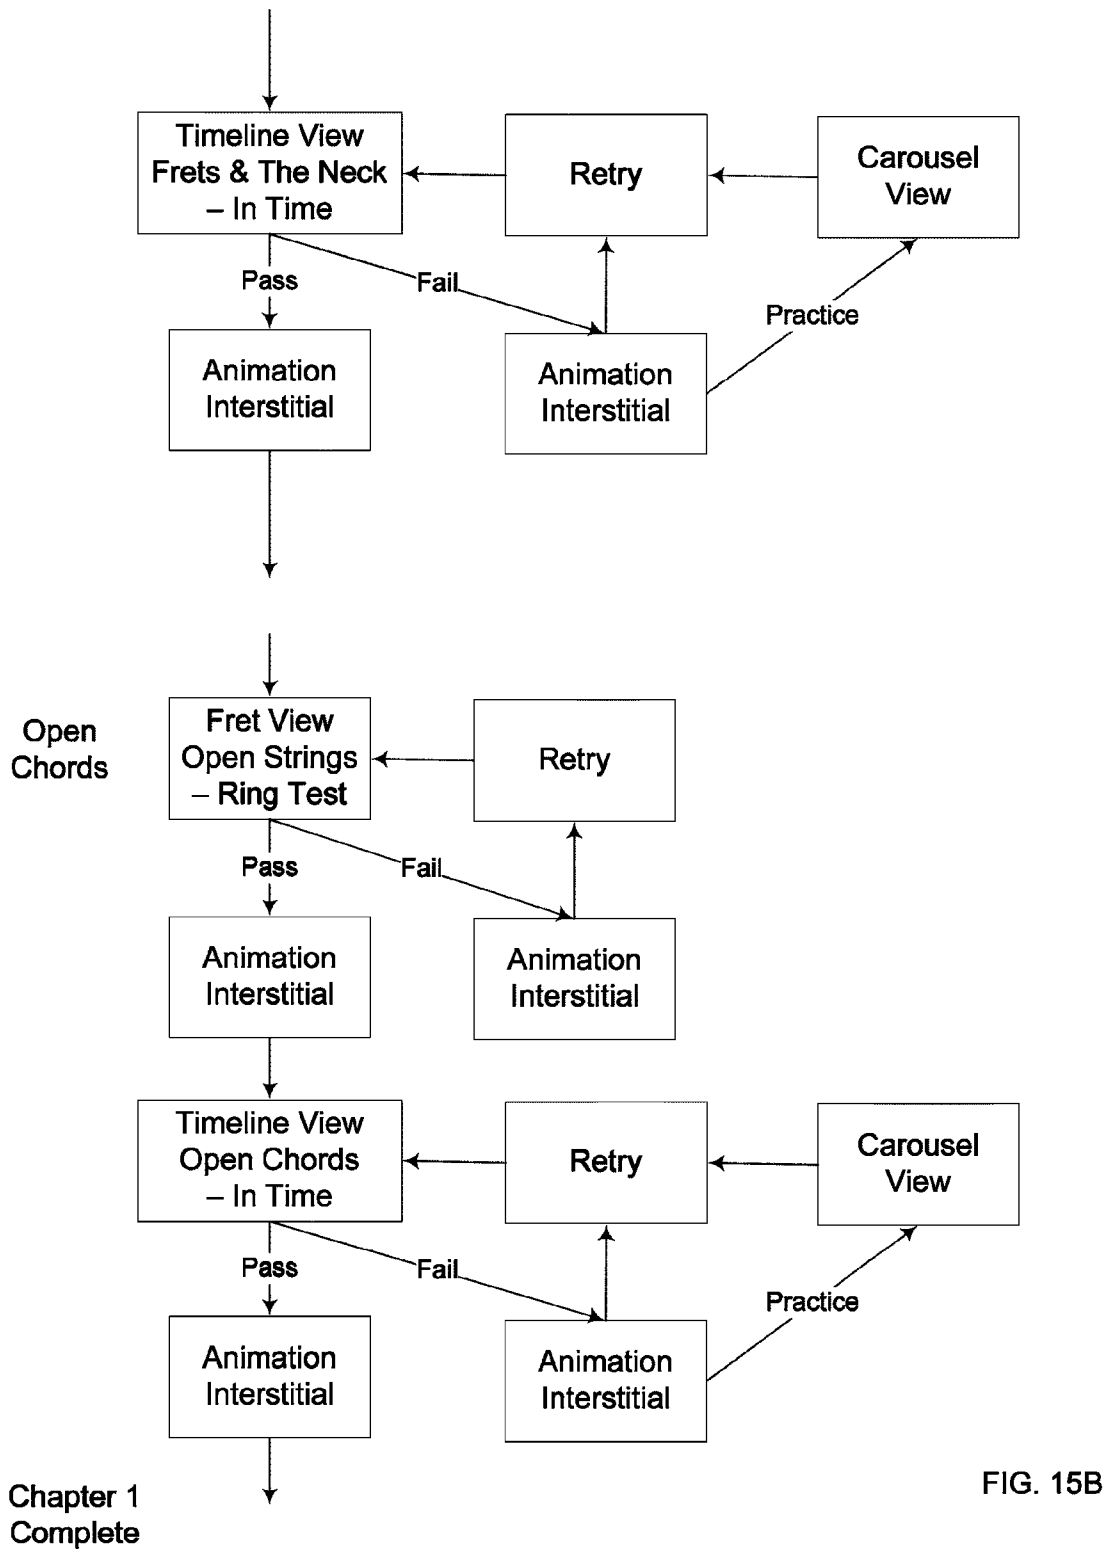 Timeline View
Frets & The Neck
– In Time
Retry
Carousel
View
Pass
Fail
Practice
Animation
Interstitial
Animation
Interstitial
Open
Chords
Fret View
Open Strings
– Ring Test
Retry
Pass
Fail
Animation
Interstitial
Animation
Interstitial
Timeline View
Open Chords
– In Time
Retry
Carousel
View
Pass
Fail
Practice
Animation
Interstitial
Animation
Interstitial
Chapter 1
Complete
FIG. 15B